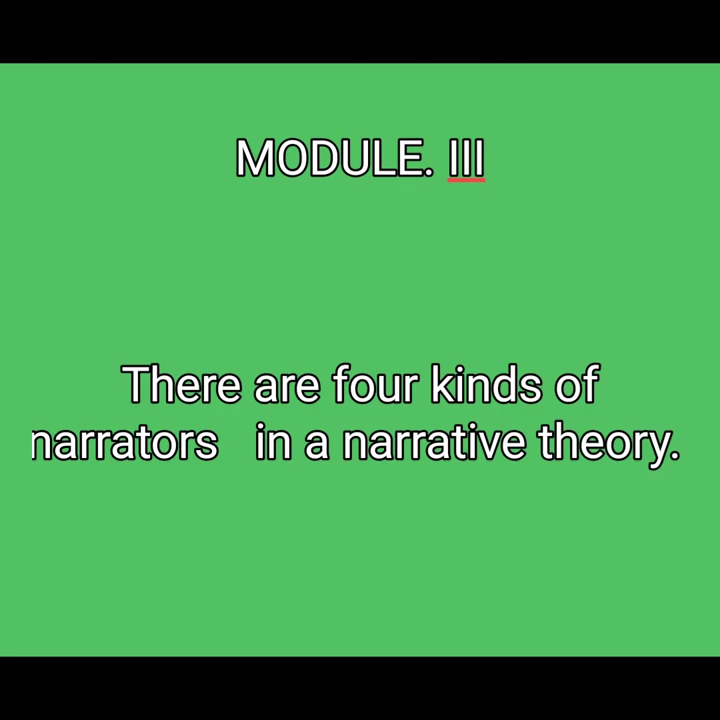 MODULE. III
There are four kinds of
narrators in a narrative theory.